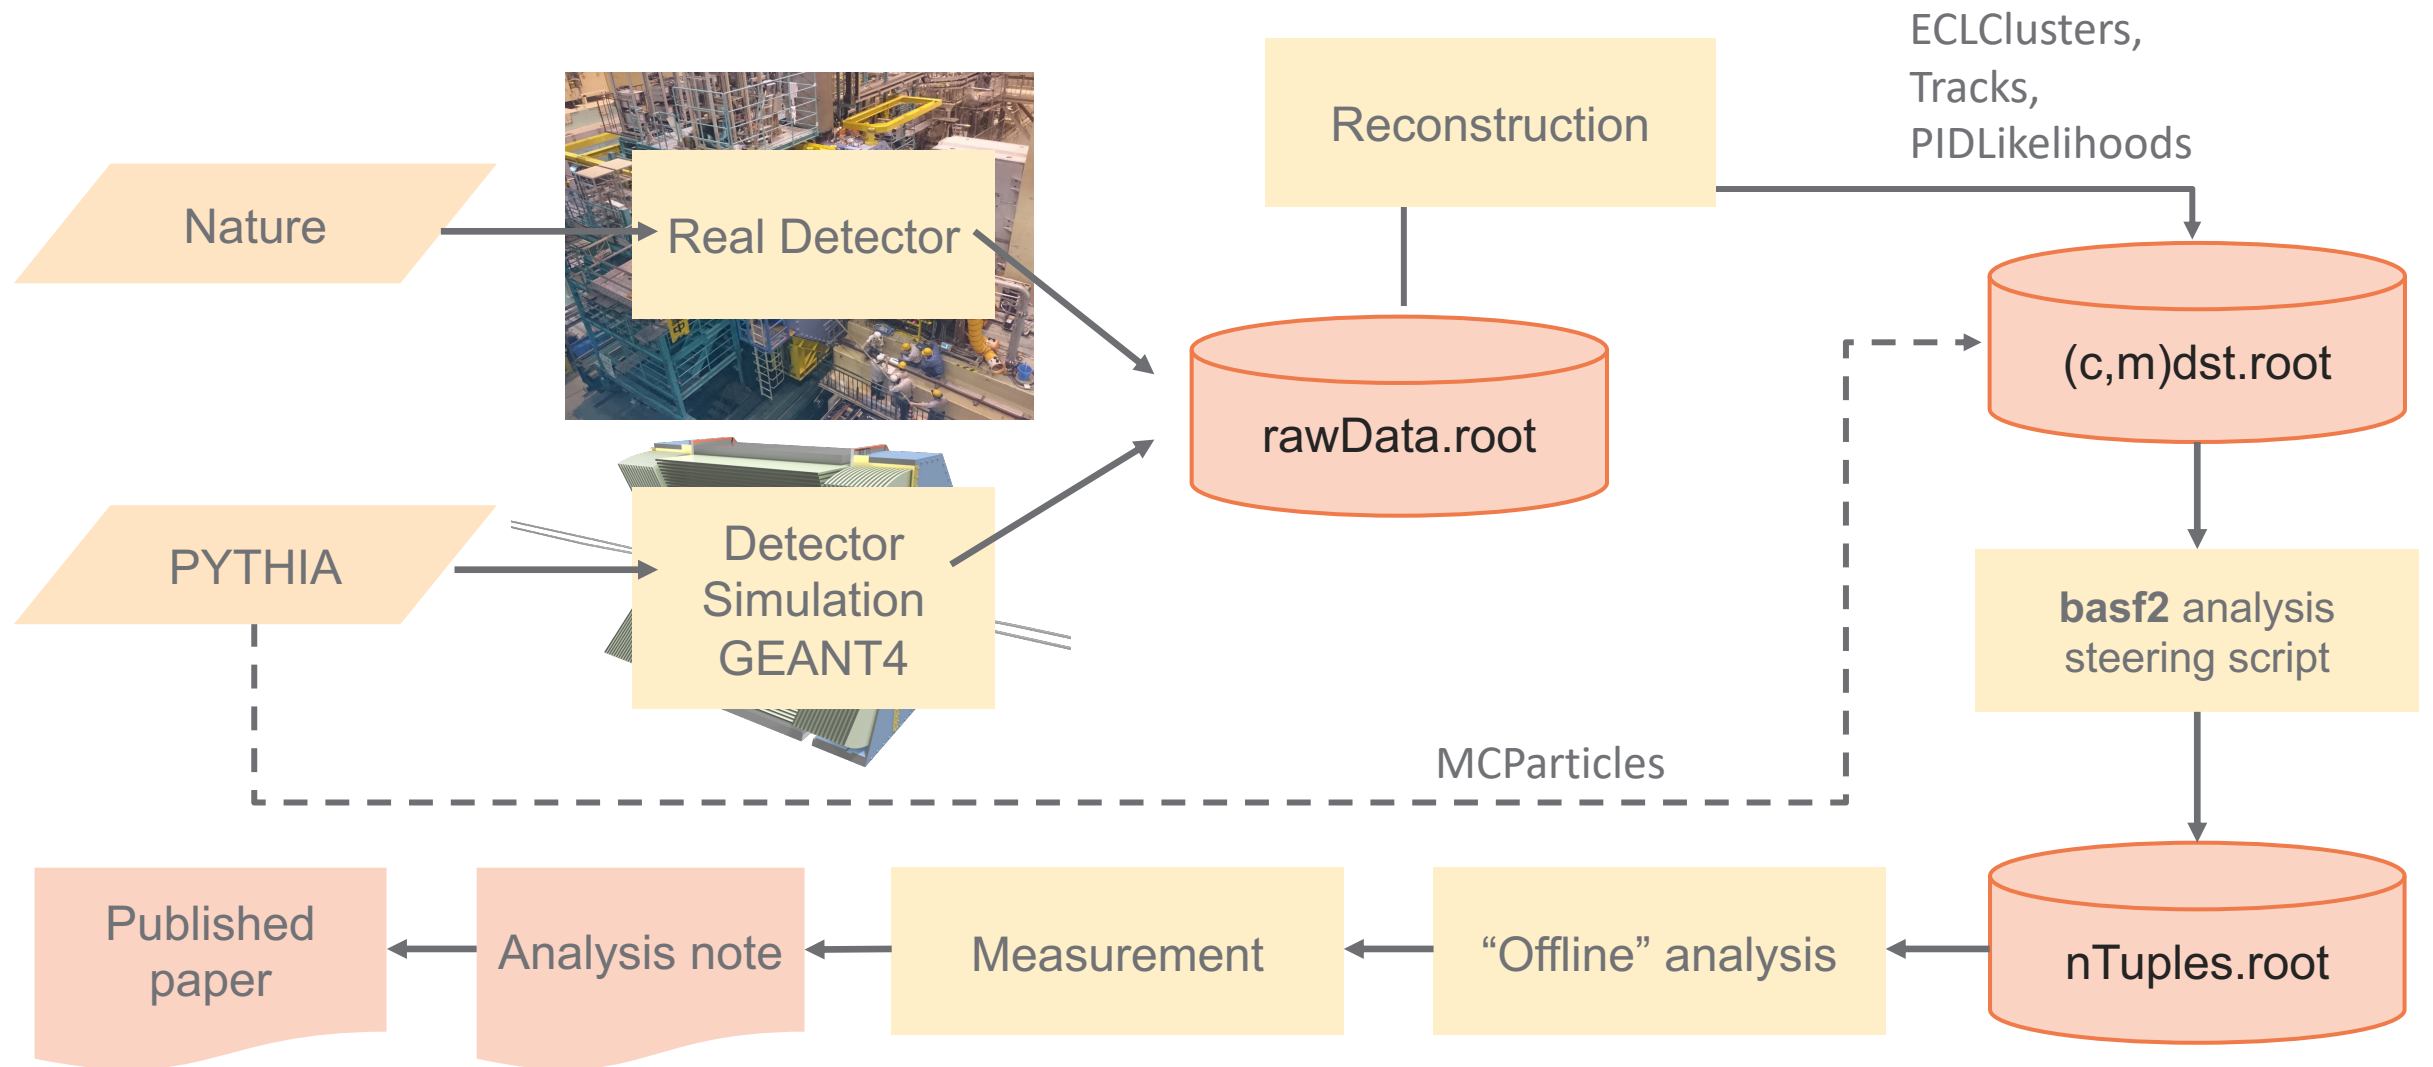 ECLClusters,
Tracks,
PIDLikelihoods
Reconstruction
Nature
Real Detector
(c,m)dst.root
rawData.root
PYTHIA
Detector
Simulation
GEANT4
basf2 analysis
steering script
MCParticles
Published
paper
Analysis note
Measurement
“Offline” analysis
nTuples.root